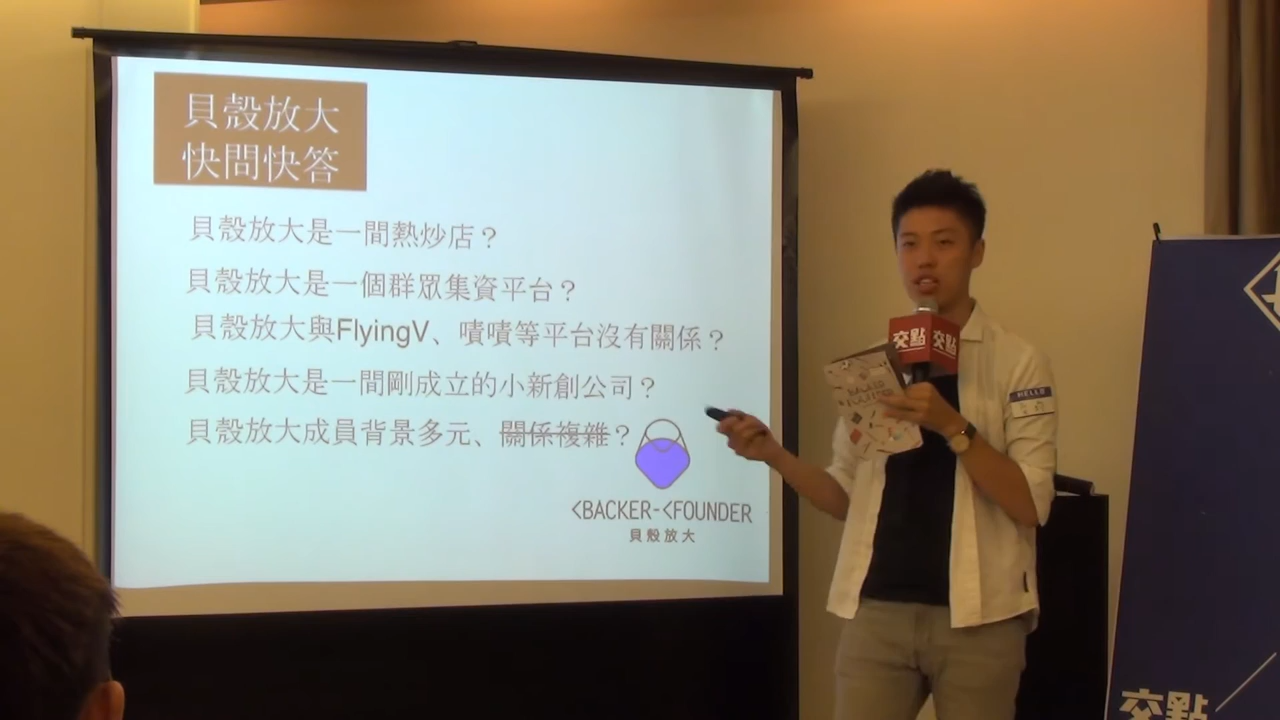 貝殼放大
快問快答
貝殼放大是一間熱炒店？
貝殼放大是一個群眾集資平台？
貝殼放大與FlyingV、嘖嘖等平台沒有關係？
貝殼放大是一間剛成立的小新創公司？
貝殼放大成員背景多元、關係複雜？
<BACKER-<FOUNDER
貝殼放大
交點 交點
BACKER
FOUNDER
HELLO
交點